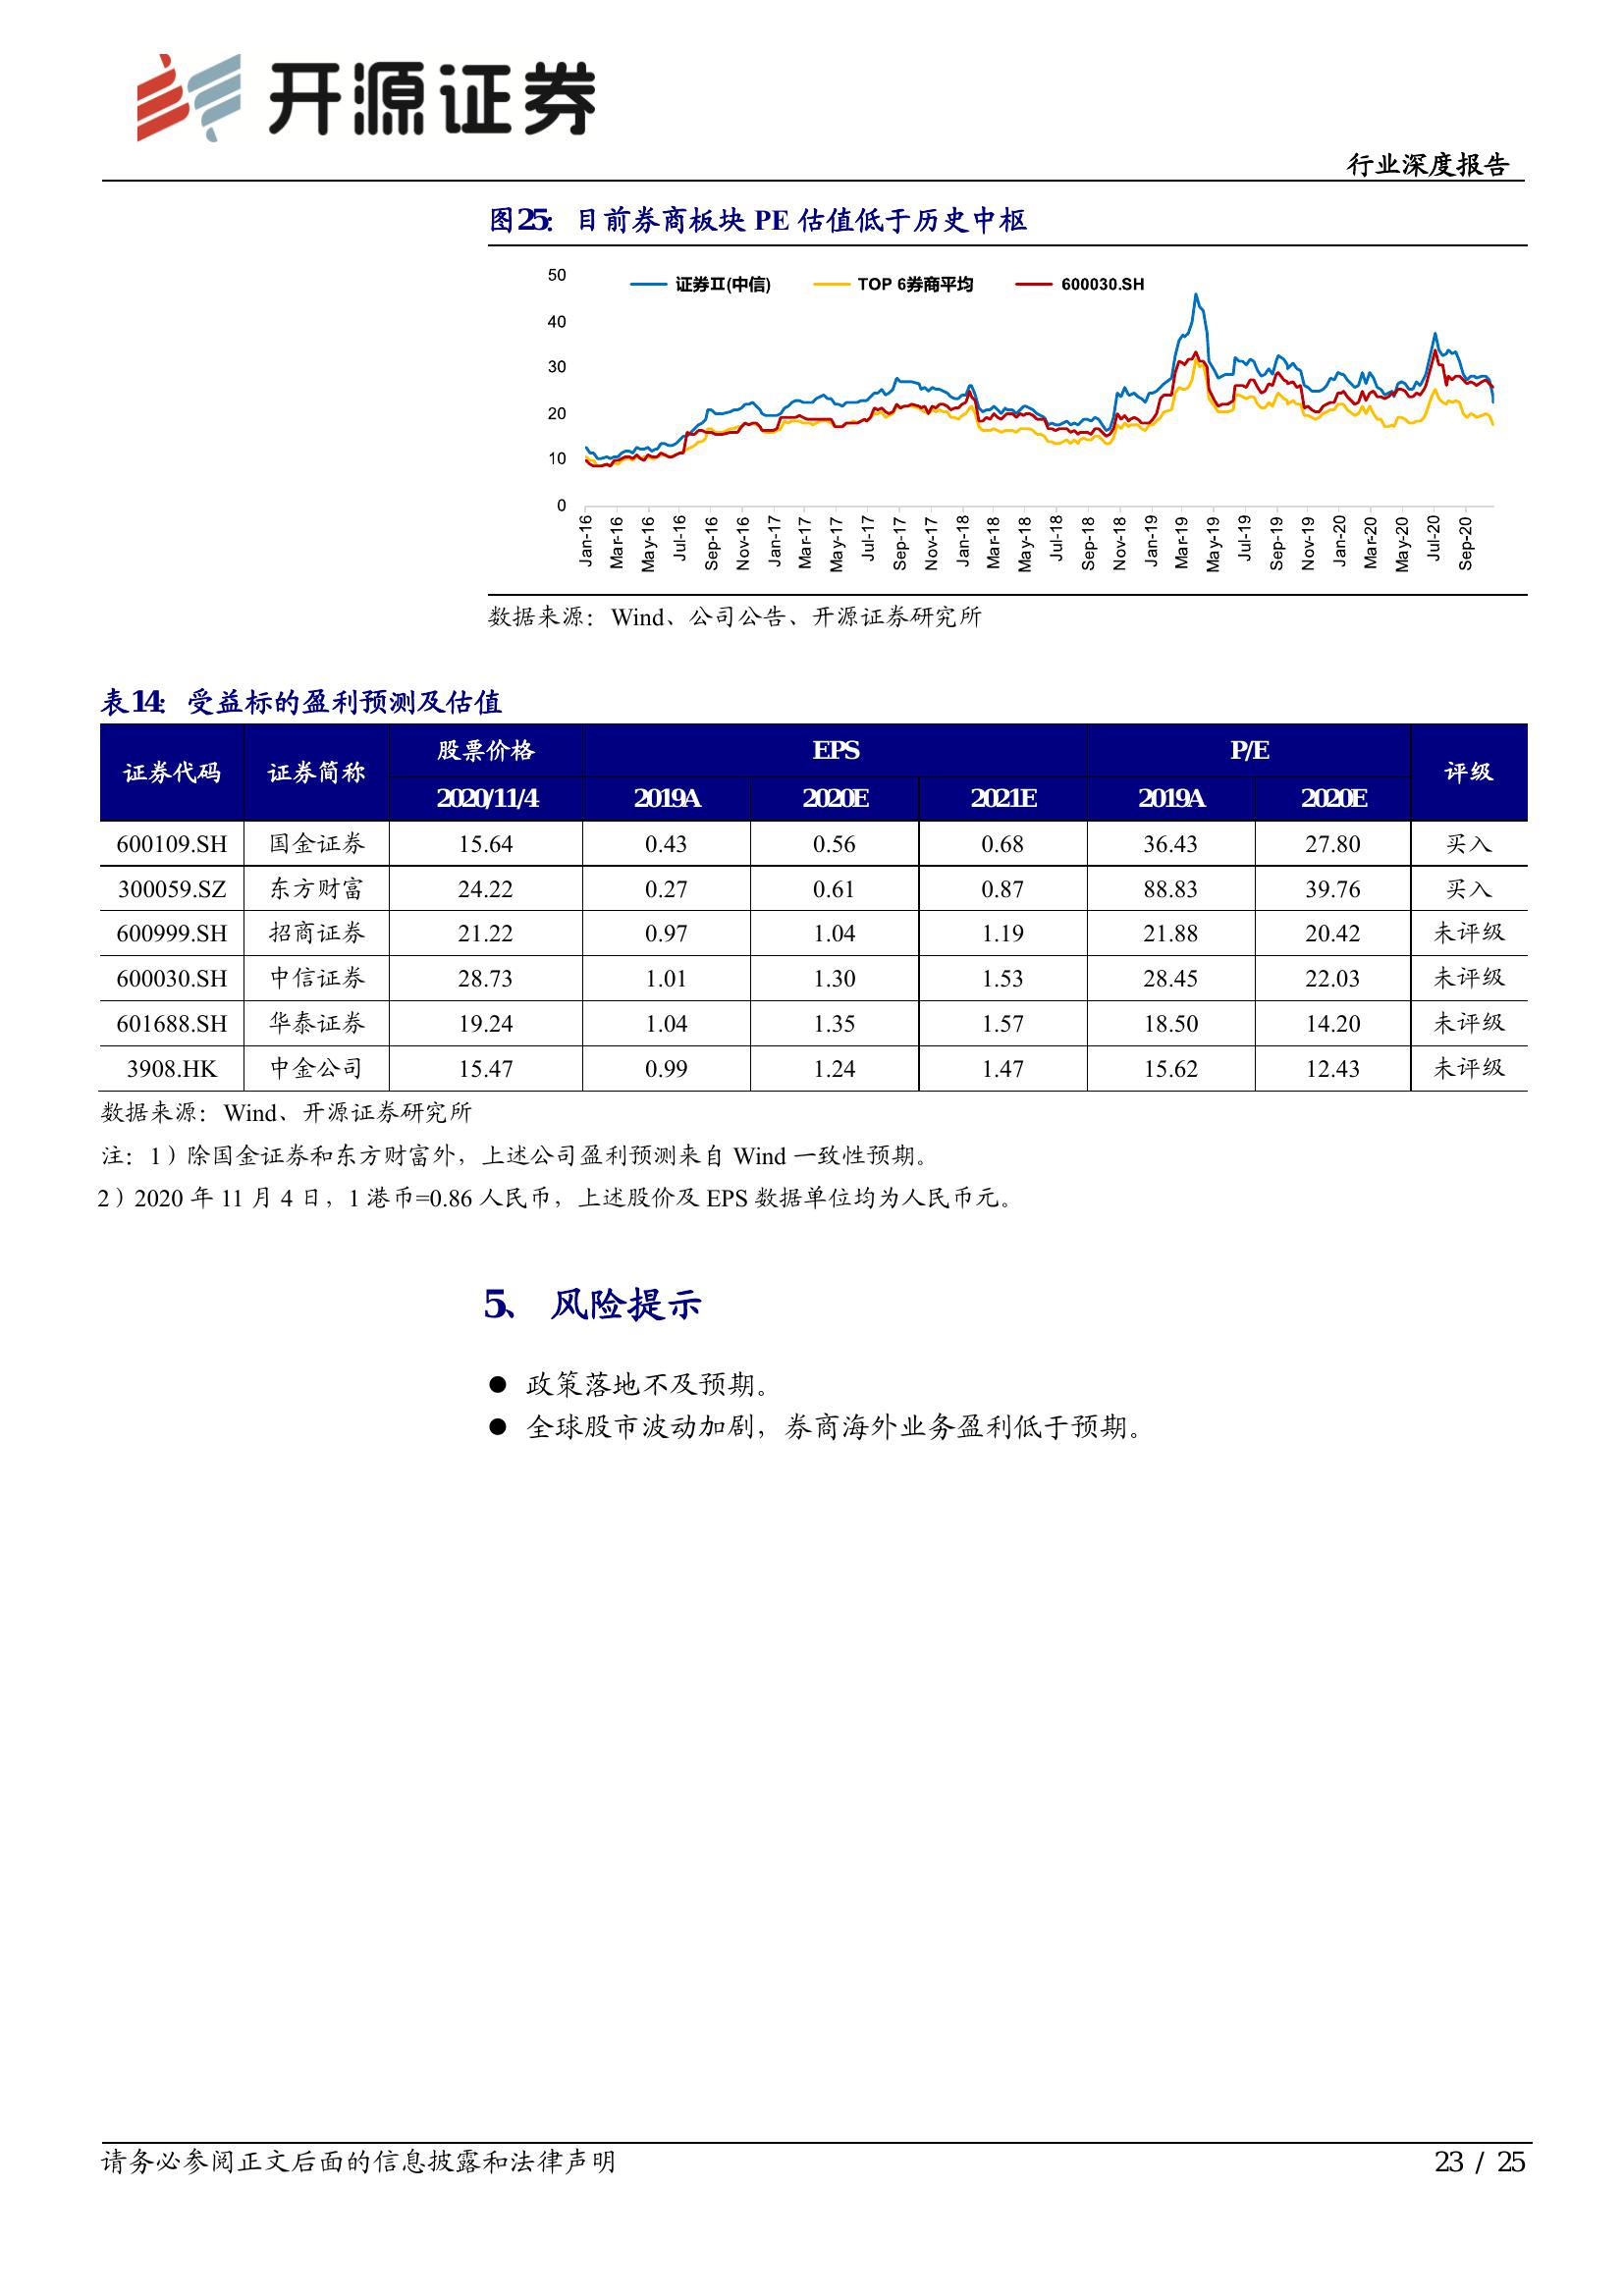 开源证券
行业深度报告
图25： 目前券商板块 PE 估值低于历史中枢
证券Ⅱ(中信) TOP 6券商平均 600030.SH
50
40
30
20
10
0
Jan-16 Mar-16 May-16 Jul-16 Sep-16 Nov-16 Jan-17 Mar-17 May-17 Jul-17 Sep-17 Nov-17 Jan-18 Mar-18 May-18 Jul-18 Sep-18 Nov-18 Jan-19 Mar-19 May-19 Jul-19 Sep-19 Nov-19 Jan-20 Mar-20 May-20 Jul-20 Sep-20
数据来源：Wind、公司公告、开源证券研究所
表14： 受益标的盈利预测及估值
证券代码 证券简称 股票价格 EPS P/E 评级
2020/11/4 2019A 2020E 2021E 2019A 2020E
600109.SH 国金证券 15.64 0.43 0.56 0.68 36.43 27.80 买入
300059.SZ 东方财富 24.22 0.27 0.61 0.87 88.83 39.76 买入
600999.SH 招商证券 21.22 0.97 1.04 1.19 21.88 20.42 未评级
600030.SH 中信证券 28.73 1.01 1.30 1.53 28.45 22.03 未评级
601688.SH 华泰证券 19.24 1.04 1.35 1.57 18.50 14.20 未评级
3908.HK 中金公司 15.47 0.99 1.24 1.47 15.62 12.43 未评级
数据来源：Wind、开源证券研究所
注：1）除国金证券和东方财富外，上述公司盈利预测来自 Wind 一致性预期。
2）2020 年 11 月 4 日，1 港币=0.86 人民币，上述股价及 EPS 数据单位均为人民币元。
5、 风险提示
● 政策落地不及预期。
● 全球股市波动加剧，券商海外业务盈利低于预期。
请务必参阅正文后面的信息披露和法律声明
23 / 25